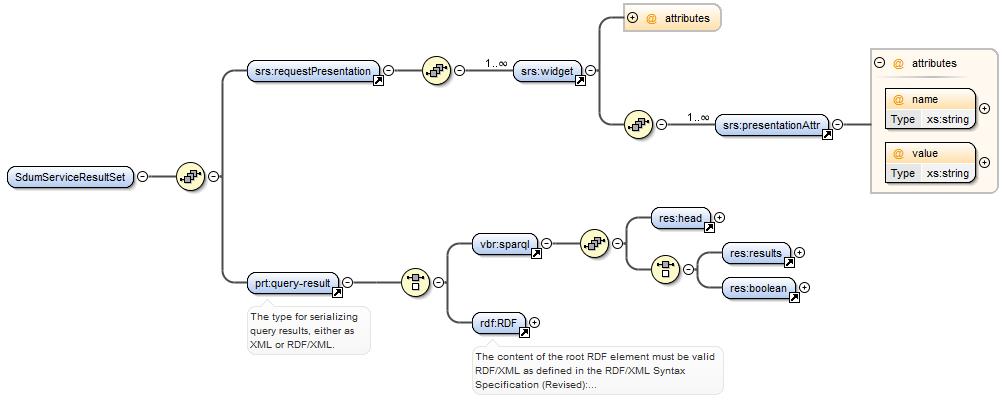 @ attributes
srs:requestPresentation
1..∞
srs:widget
@ attributes
@ name
Type xs:string
1..∞
srs:presentationAttr
@ value
Type xs:string
SdumServiceResultSet
res:head
vbr:sparql
res:results
res:boolean
prt:query-result
The type for serializing
query results, either as
XML or RDF/XML.
rdf:RDF
The content of the root RDF element must be valid
RDF/XML as defined in the RDF/XML Syntax
Specification (Revised):...